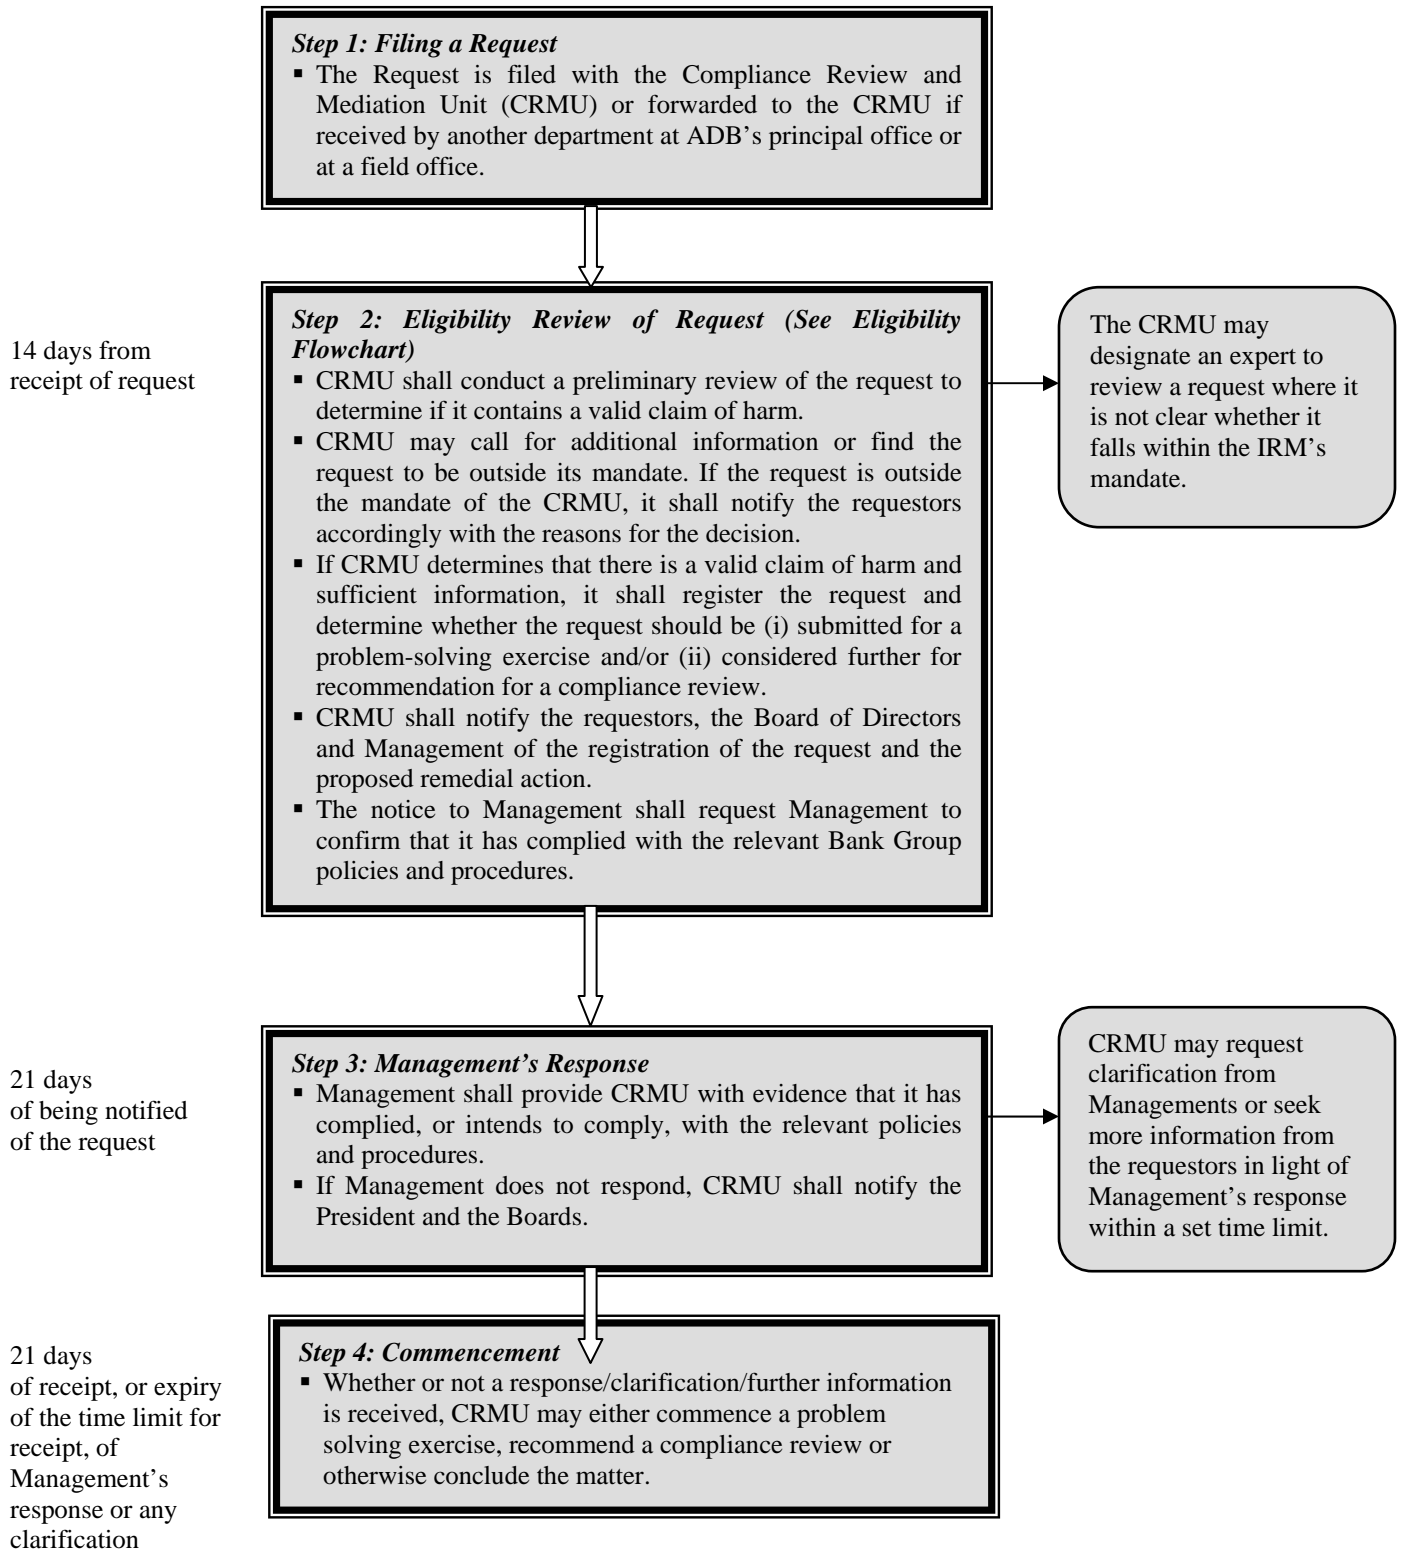 Step 1: Filing a Request
▪ The Request is filed with the Compliance Review and
Mediation Unit (CRMU) or forwarded to the CRMU if
received by another department at ADB’s principal office or
at a field office.
14 days from
receipt of request
Step 2: Eligibility Review of Request (See Eligibility
Flowchart)
▪ CRMU shall conduct a preliminary review of the request to
determine if it contains a valid claim of harm.
▪ CRMU may call for additional information or find the
request to be outside its mandate. If the request is outside
the mandate of the CRMU, it shall notify the requestors
accordingly with the reasons for the decision.
▪ If CRMU determines that there is a valid claim of harm and
sufficient information, it shall register the request and
determine whether the request should be (i) submitted for a
problem-solving exercise and/or (ii) considered further for
recommendation for a compliance review.
▪ CRMU shall notify the requestors, the Board of Directors
and Management of the registration of the request and the
proposed remedial action.
▪ The notice to Management shall request Management to
confirm that it has complied with the relevant Bank Group
policies and procedures.
The CRMU may
designate an expert to
review a request where it
is not clear whether it
falls within the IRM’s
mandate.
21 days
of being notified
of the request
Step 3: Management’s Response
▪ Management shall provide CRMU with evidence that it has
complied, or intends to comply, with the relevant policies
and procedures.
▪ If Management does not respond, CRMU shall notify the
President and the Boards.
CRMU may request
clarification from
Managements or seek
more information from
the requestors in light of
Management’s response
within a set time limit.
21 days
of receipt, or expiry
of the time limit for
receipt, of
Management’s
response or any
clarification
Step 4: Commencement
▪ Whether or not a response/clarification/further information
is received, CRMU may either commence a problem
solving exercise, recommend a compliance review or
otherwise conclude the matter.